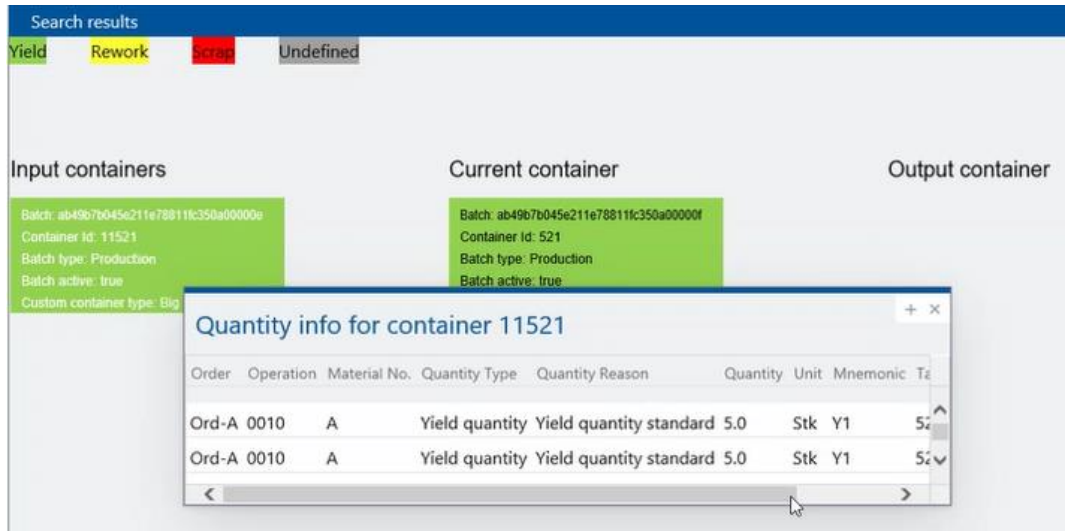 Search results
Yield Rework Scrap Undefined
Input containers Current container Output container
Batch: ab49b7b045e211e78811fc350a00000e
Container Id: 11521
Batch type: Production
Batch active: true
Custom container type: Big
Batch: ab49b7b045e211e78811fc350a00000f
Container Id: 521
Batch type: Production
Batch active: true
Quantity info for container 11521
Order Operation Material No. Quantity Type Quantity Reason Quantity Unit Mnemonic Ta
Ord-A 0010 A Yield quantity Yield quantity standard 5.0 Stk Y1 52
Ord-A 0010 A Yield quantity Yield quantity standard 5.0 Stk Y1 52